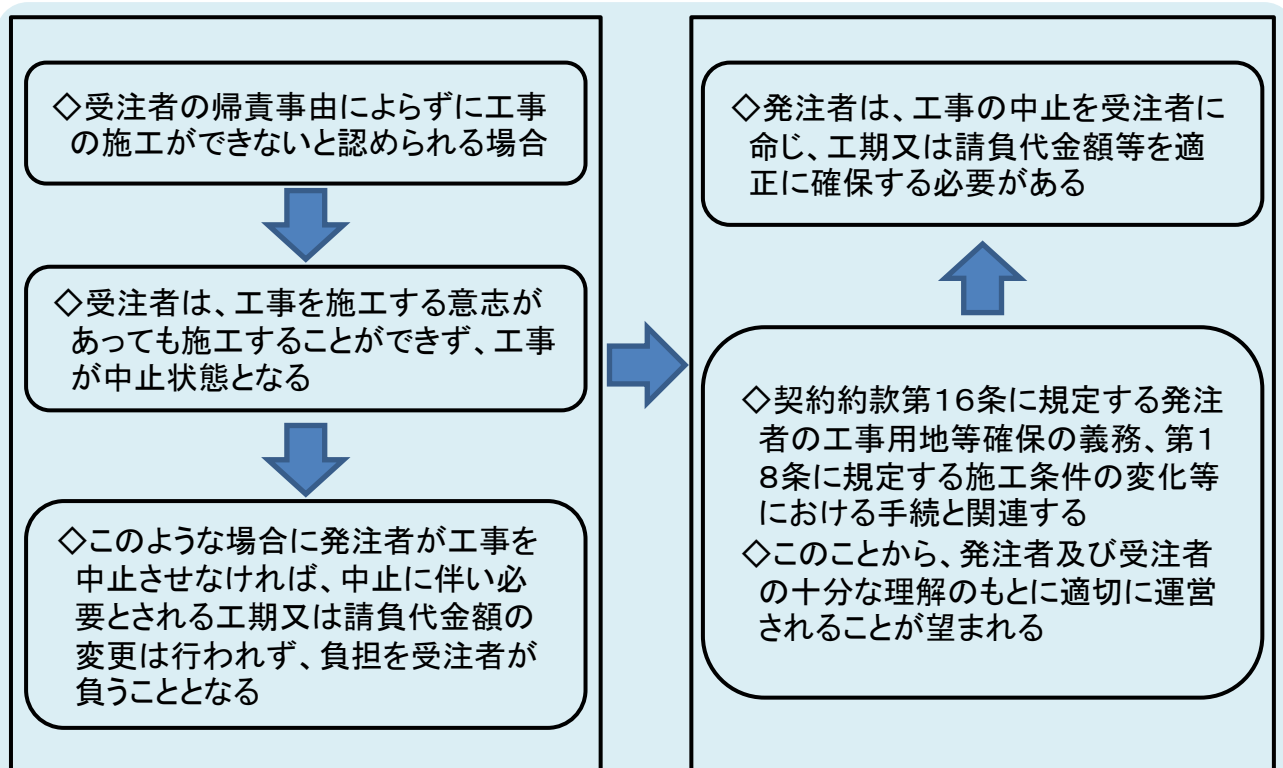 ◇受注者の帰責事由によらずに工事
の施工ができないと認められる場合
◇受注者は、工事を施工する意志が
あっても施工することができず、工事
が中止状態となる
◇このような場合に発注者が工事を
中止させなければ、中止に伴い必
要とされる工期又は請負代金額の
変更は行われず、負担を受注者が
負うこととなる
◇発注者は、工事の中止を受注者に
命じ、工期又は請負代金額等を適
正に確保する必要がある
◇契約約款第16条に規定する発注
者の工事用地等確保の義務、第1
8条に規定する施工条件の変化等
における手続と関連する
◇このことから、発注者及び受注者
の十分な理解のもとに適切に運営
されることが望まれる